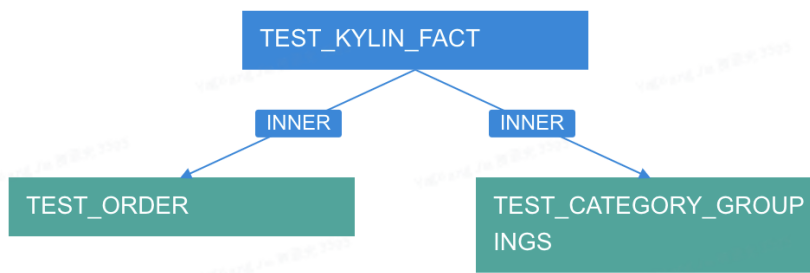 TEST_KYLIN_FACT
INNER
INNER
TEST_ORDER
TEST_CATEGORY_GROUP
INGS